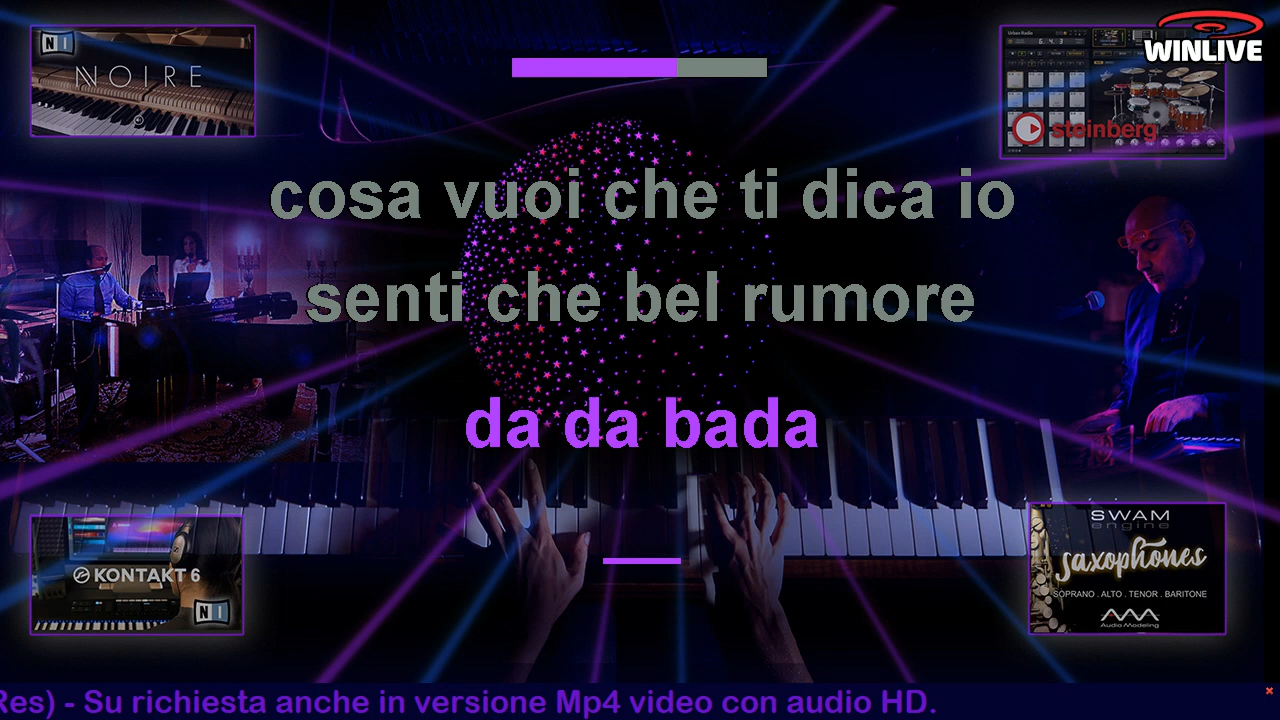 NI
NOIRE
WINLIVE
steinberg
cosa vuoi che ti dica io
senti che bel rumore
da da bada
KONTAKT 6
NI
SWAM
engine
saxophones
SOPRANO . ALTO . TENOR . BARITONE
Audio Modeling
Res) - Su richiesta anche in versione Mp4 video con audio HD.